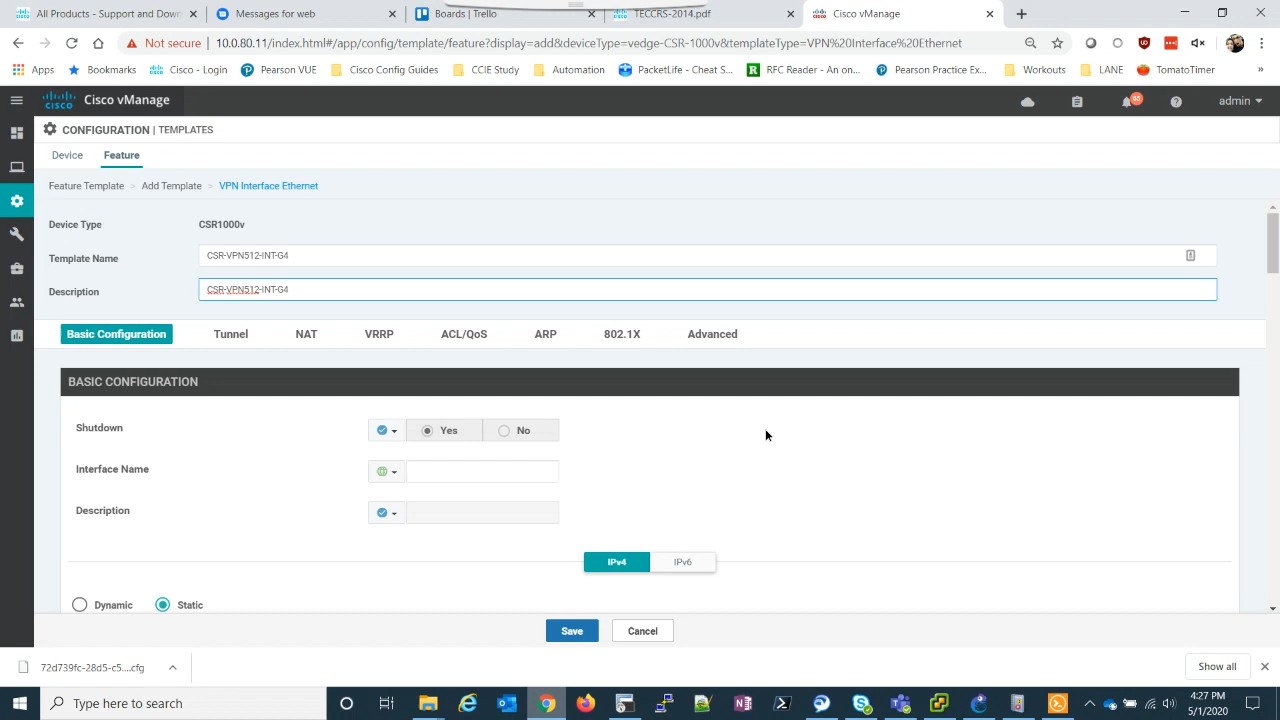 All - Support and Down...
Messages for web
Boards | Trello
TECCRS-2014.pdf
Cisco vManage
Not secure | 10.0.80.11/index.html#/app/config/template/feature?display=add&deviceType=vedge-CSR-1000v&templateType=VPN%20Interface%20Ethernet
Apps
Bookmarks
Cisco - Login
Pearson VUE
Cisco Config Guides
CCIE Study
Automation
PacketLife - Cheat S...
RFC Reader - An on...
Pearson Practice Ex...
Workouts
LANE
TomatoTimer
»
cisco
Cisco vManage
admin
CONFIGURATION | TEMPLATES
Device
Feature
Feature Template > Add Template > VPN Interface Ethernet
Device Type
CSR1000v
Template Name
CSR-VPN512-INT-G4
Description
CSR-VPN512-INT-G4
Basic Configuration
Tunnel
NAT
VRRP
ACL/QoS
ARP
802.1X
Advanced
BASIC CONFIGURATION
Shutdown
Yes
No
Interface Name
Description
IPv4
IPv6
Dynamic
Static
Save
Cancel
72d739fc-28d5-c5....cfg
Show all
Type here to search
4:27 PM
5/1/2020